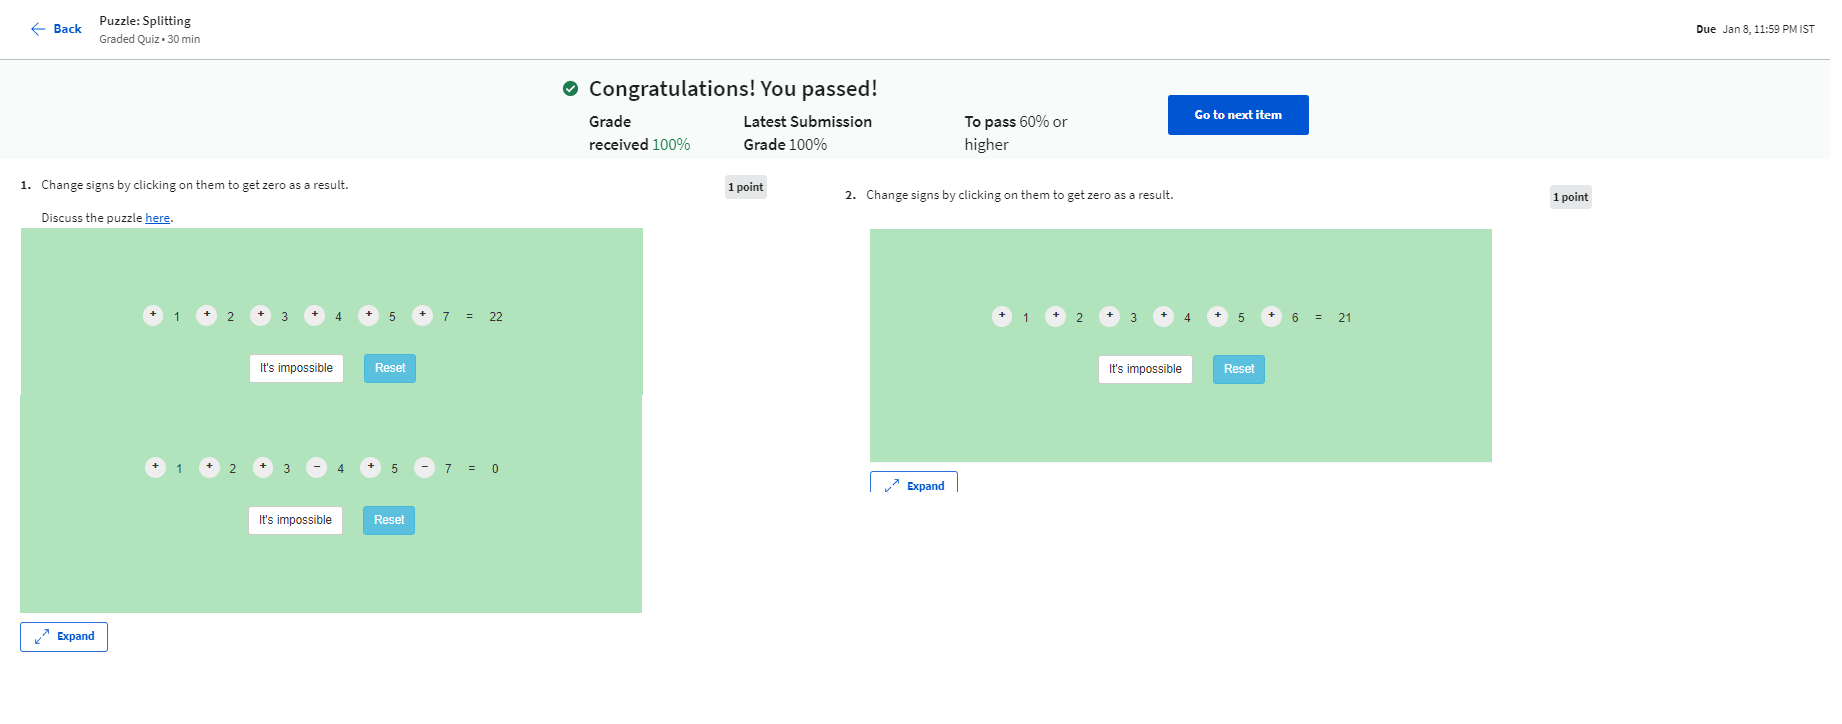 Back
Puzzle: Splitting
Graded Quiz • 30 min
Due Jan 8, 11:59 PM IST
Congratulations! You passed!
Grade
received 100%
Latest Submission
Grade 100%
To pass 60% or
higher
Go to next item
1. Change signs by clicking on them to get zero as a result.
1 point
Discuss the puzzle here.
+ 1 + 2 + 3 + 4 + 5 + 7 = 22
It's impossible
Reset
+ 1 + 2 + 3 − 4 + 5 − 7 = 0
It's impossible
Reset
Expand
2. Change signs by clicking on them to get zero as a result.
1 point
+ 1 + 2 + 3 + 4 + 5 + 6 = 21
It's impossible
Reset
Expand